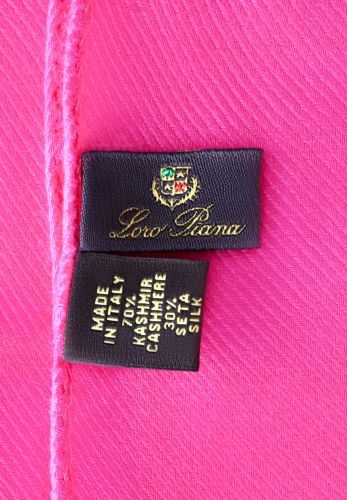 Loro Piana
MADE
IN ITALY
70%
KASHMIR
CASHMERE
30%
SETA
SILK